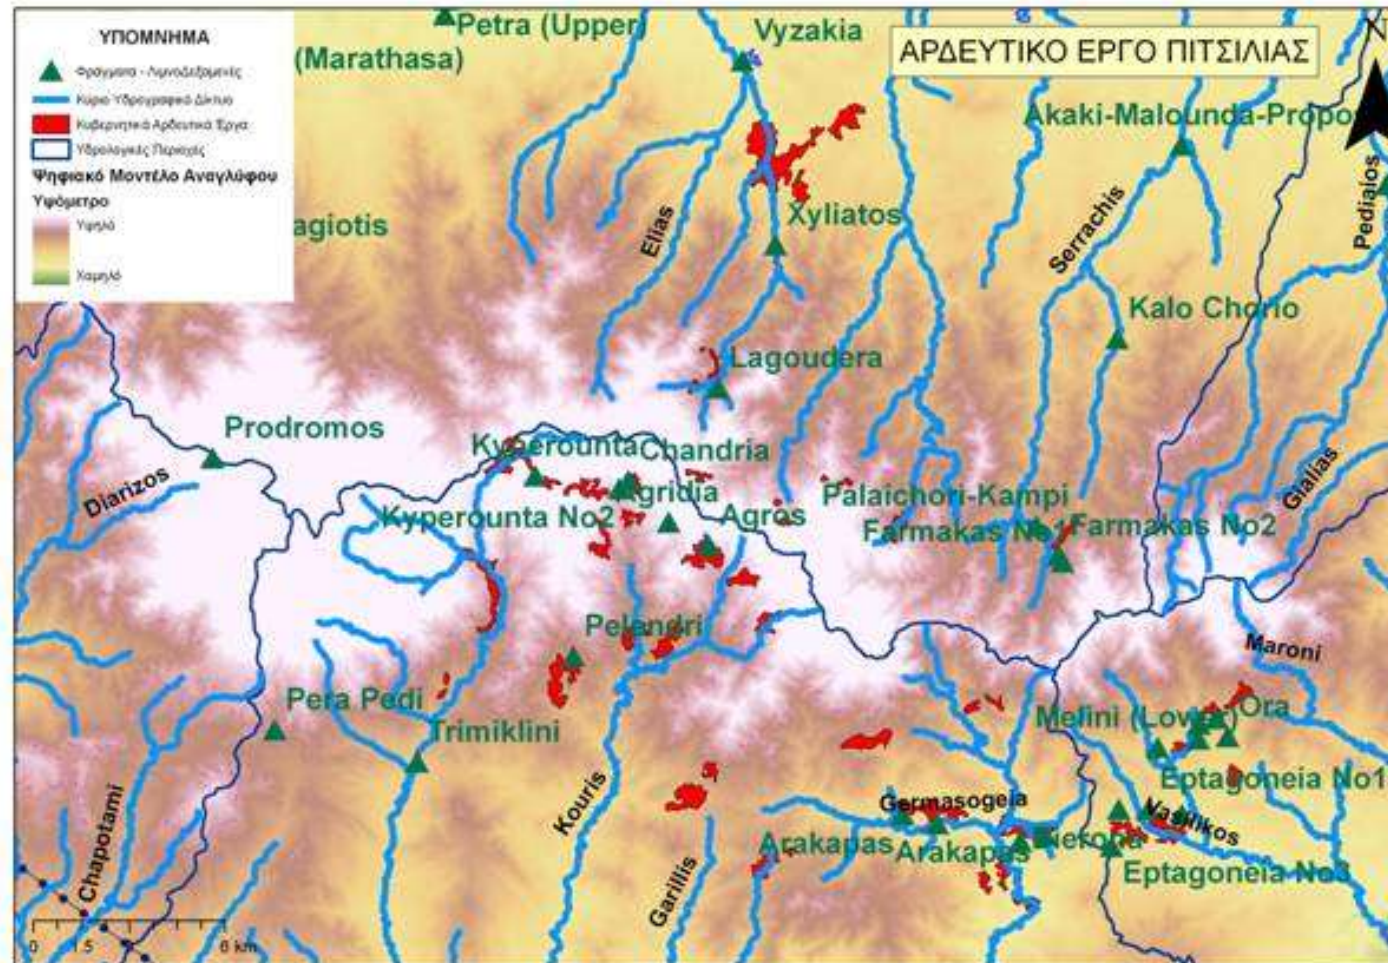 ΥΠΟΜΝΗΜΑ
Φράγματα - Λιμνοδεξαμενές
Κύριο Υδρογραφικό Δίκτυο
Κυβερνητικά Αρδευτικά Έργα
Υδρολογικές Περιοχές
Ψηφιακό Μοντέλο Αναγλύφου
Υψόμετρο
Υψηλό
Χαμηλό
ΑΡΔΕΥΤΙΚΟ ΕΡΓΟ ΠΙΤΣΙΛΙΑΣ
N
Petra (Upper)
(Marathasa)
Vyzakia
Akaki-Malounda-Propos
Pediaios
agiotis
Elias
Xyliatos
Serrachis
Kalo Chorio
Lagoudera
Prodromos
Diarizos
Kyperounta
Chandria
Agridia
Kyperounta No2
Agros
Palaichori-Kampi
Farmakas No1
Farmakas No2
Gialias
Pelendri
Maroni
Pera Pedi
Trimiklini
Melini (Lower)
Ora
Eptagoneia No1
Kouris
Germasogeia
Vasilikos
Arakapas
Arakapas
Eptagoneia No3
Chapotami
Garillis
0
1.5
6 km